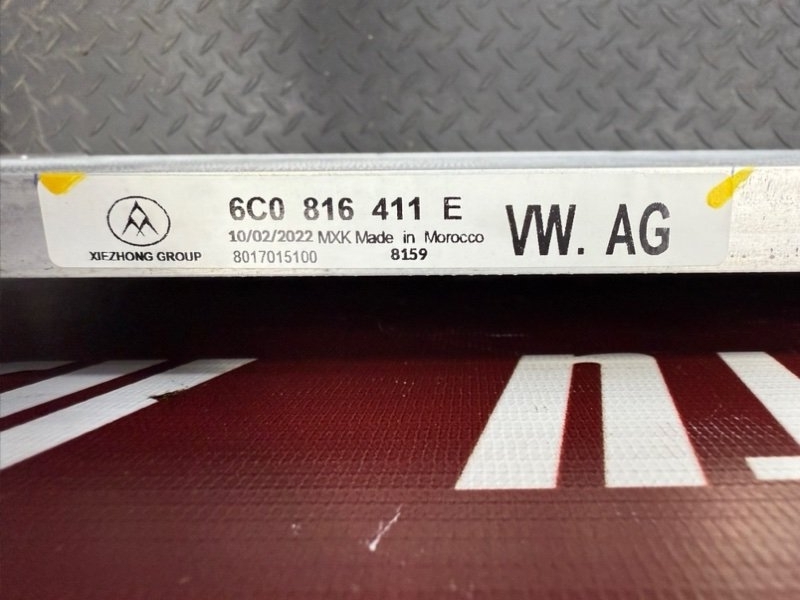 6C0 816 411 E
VW. AG
10/02/2022 MXK Made in Morocco
XIEZHONG GROUP
8017015100
8159